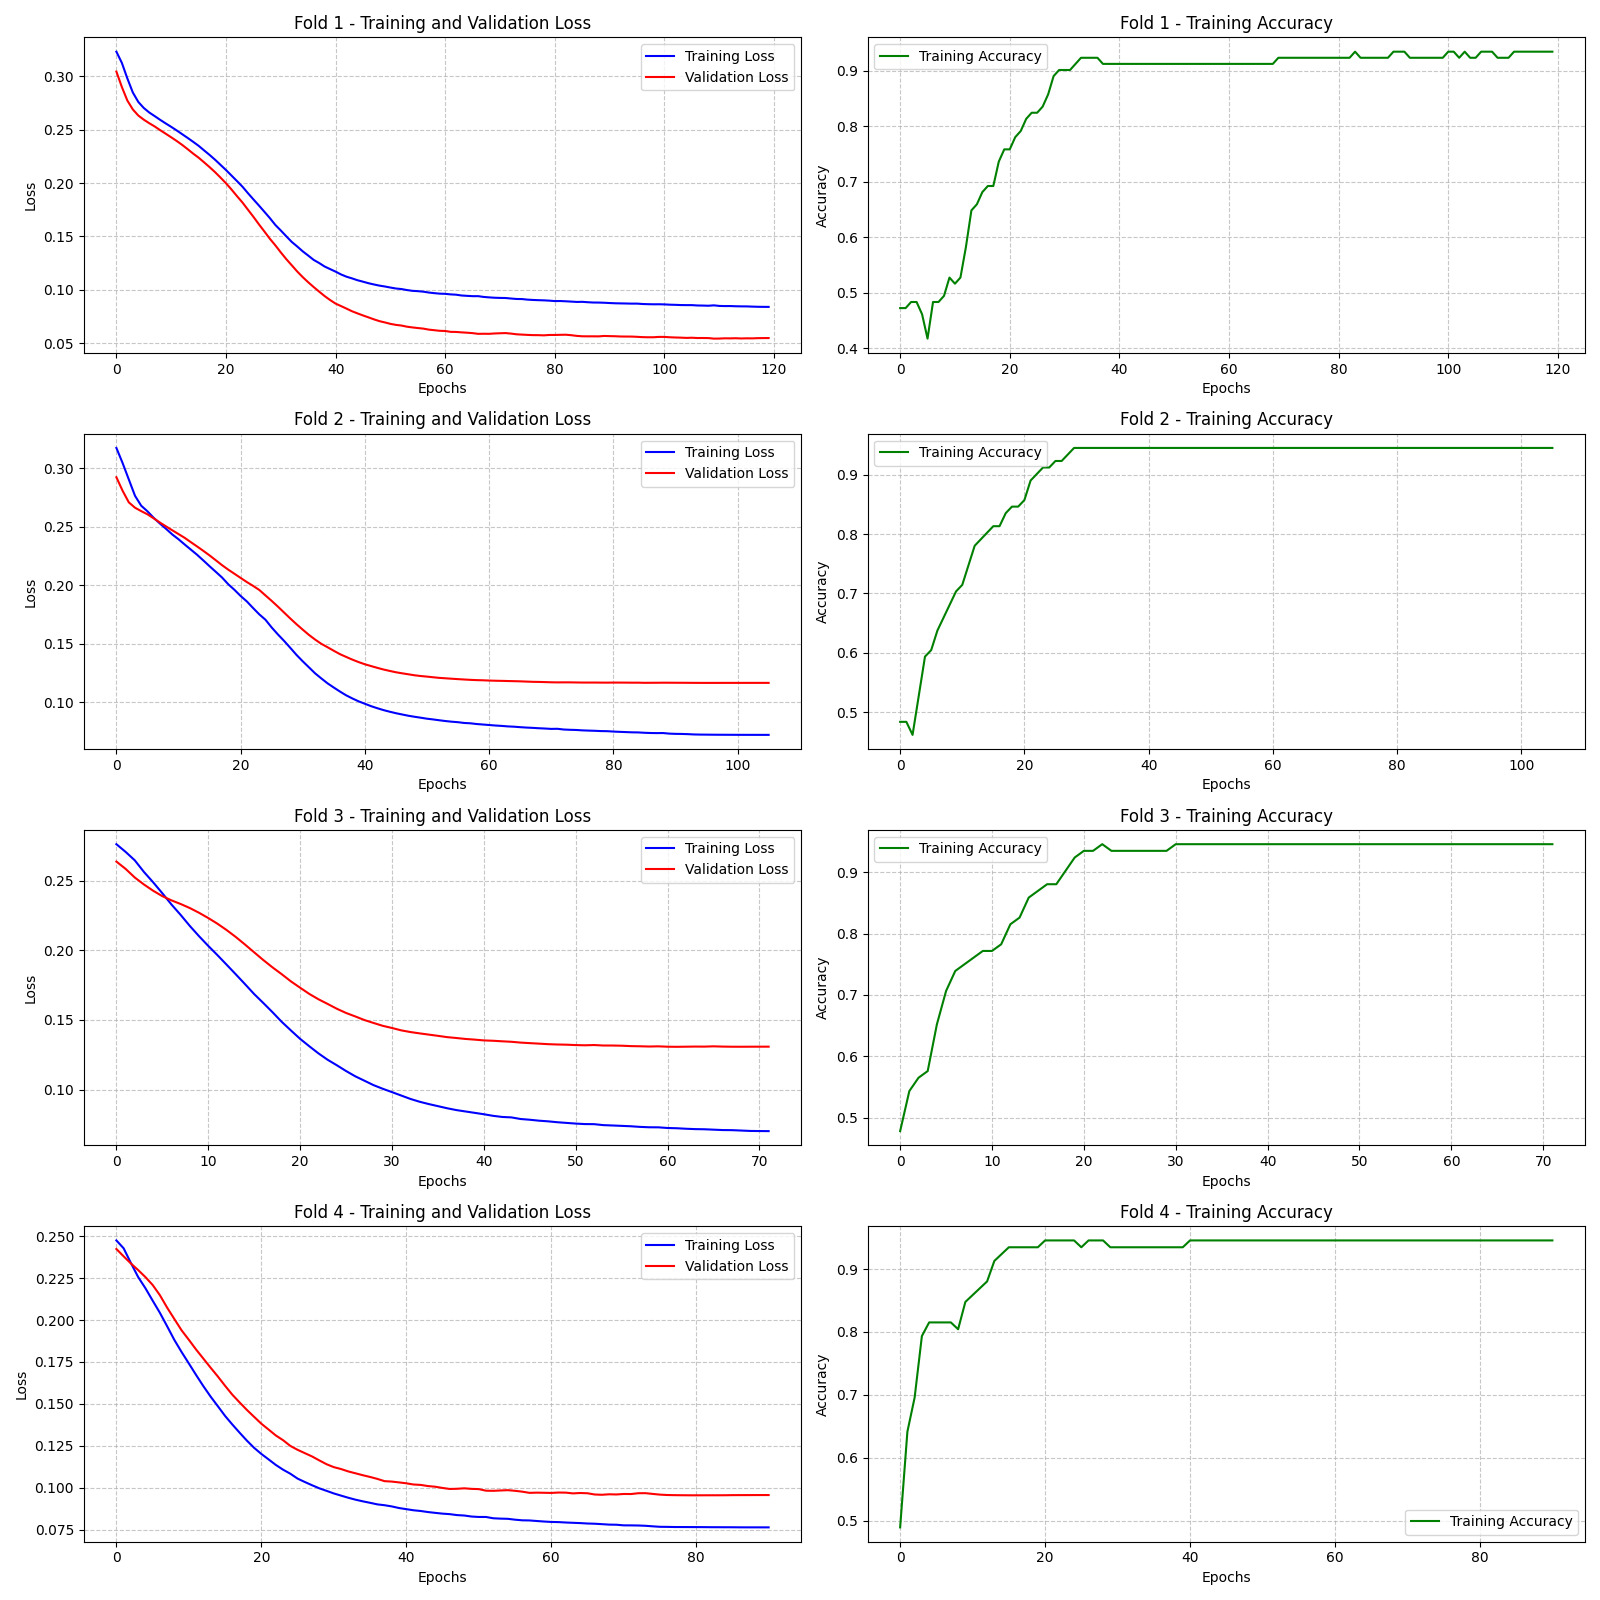 Fold 1 - Training and Validation Loss
Loss
0.30
0.25
0.20
0.15
0.10
0.05
Training Loss
Validation Loss
0 20 40 60 80 100 120
Epochs
Fold 1 - Training Accuracy
Accuracy
0.9
0.8
0.7
0.6
0.5
0.4
Training Accuracy
0 20 40 60 80 100 120
Epochs
Fold 2 - Training and Validation Loss
Loss
0.30
0.25
0.20
0.15
0.10
Training Loss
Validation Loss
0 20 40 60 80 100
Epochs
Fold 2 - Training Accuracy
Accuracy
0.9
0.8
0.7
0.6
0.5
Training Accuracy
0 20 40 60 80 100
Epochs
Fold 3 - Training and Validation Loss
Loss
0.25
0.20
0.15
0.10
Training Loss
Validation Loss
0 10 20 30 40 50 60 70
Epochs
Fold 3 - Training Accuracy
Accuracy
0.9
0.8
0.7
0.6
0.5
Training Accuracy
0 10 20 30 40 50 60 70
Epochs
Fold 4 - Training and Validation Loss
Loss
0.250
0.225
0.200
0.175
0.150
0.125
0.100
0.075
Training Loss
Validation Loss
0 20 40 60 80
Epochs
Fold 4 - Training Accuracy
Accuracy
0.9
0.8
0.7
0.6
0.5
Training Accuracy
0 20 40 60 80
Epochs